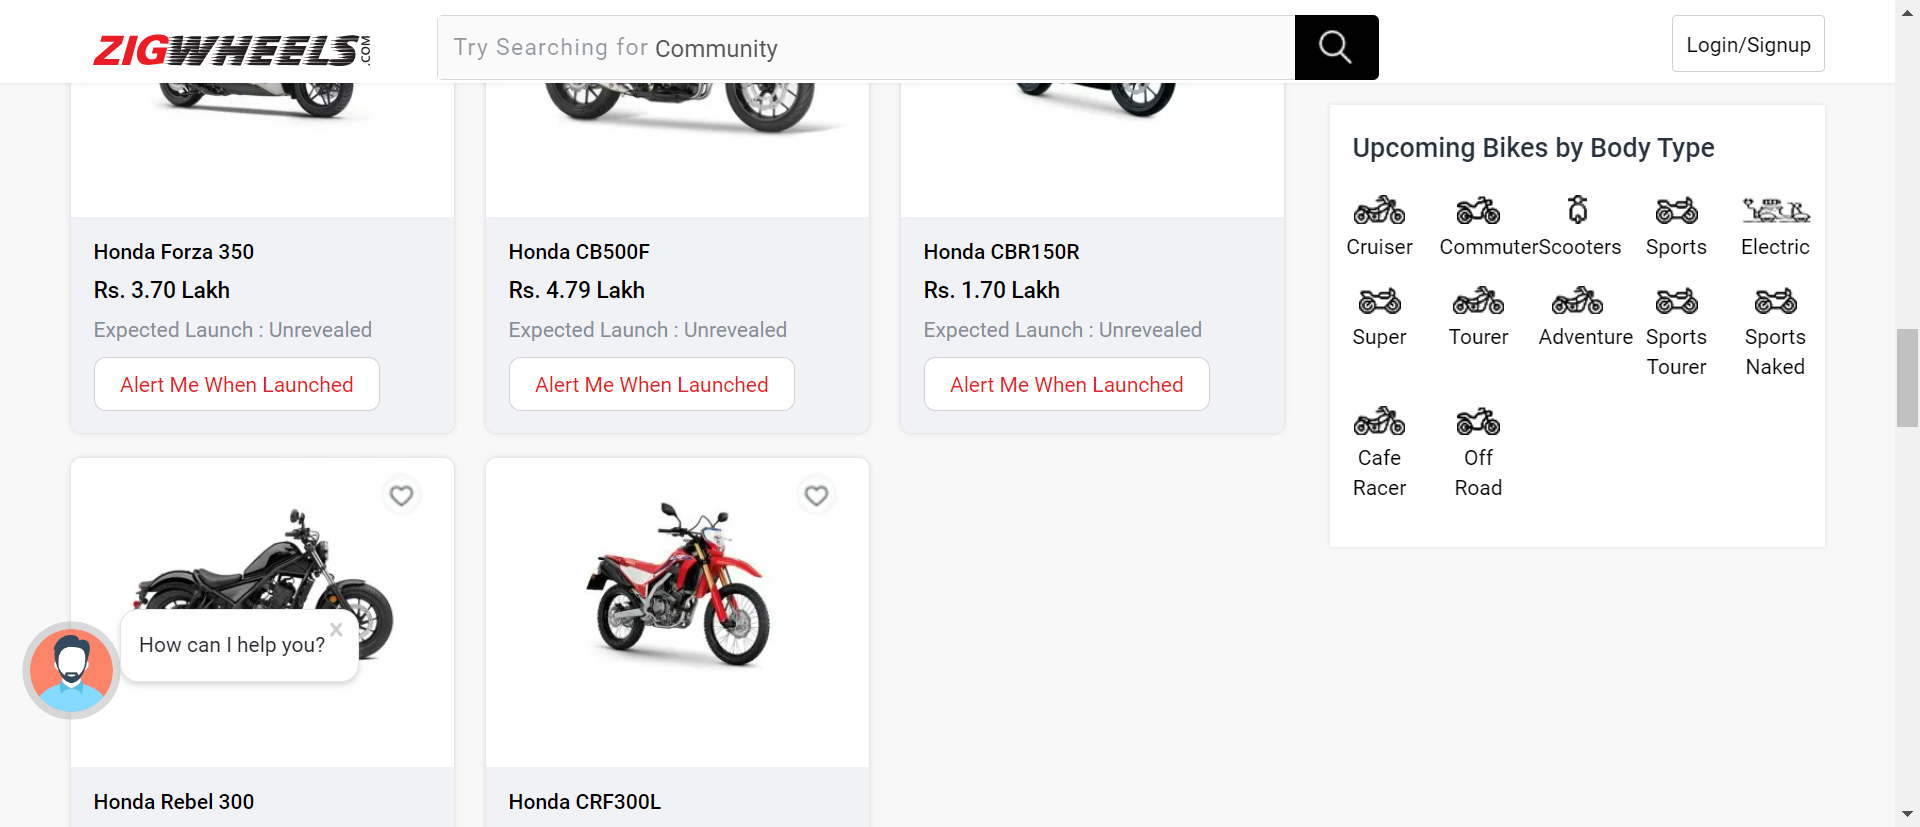 ZIGWHEELS.COM
Try Searching for Community
Login/Signup
Honda Forza 350
Rs. 3.70 Lakh
Expected Launch : Unrevealed
Alert Me When Launched
Honda CB500F
Rs. 4.79 Lakh
Expected Launch : Unrevealed
Alert Me When Launched
Honda CBR150R
Rs. 1.70 Lakh
Expected Launch : Unrevealed
Alert Me When Launched
Upcoming Bikes by Body Type
Cruiser
Commuter
Scooters
Sports
Electric
Super
Tourer
Adventure
Sports
Tourer
Sports
Naked
Cafe
Racer
Off
Road
How can I help you?
Honda Rebel 300
Honda CRF300L